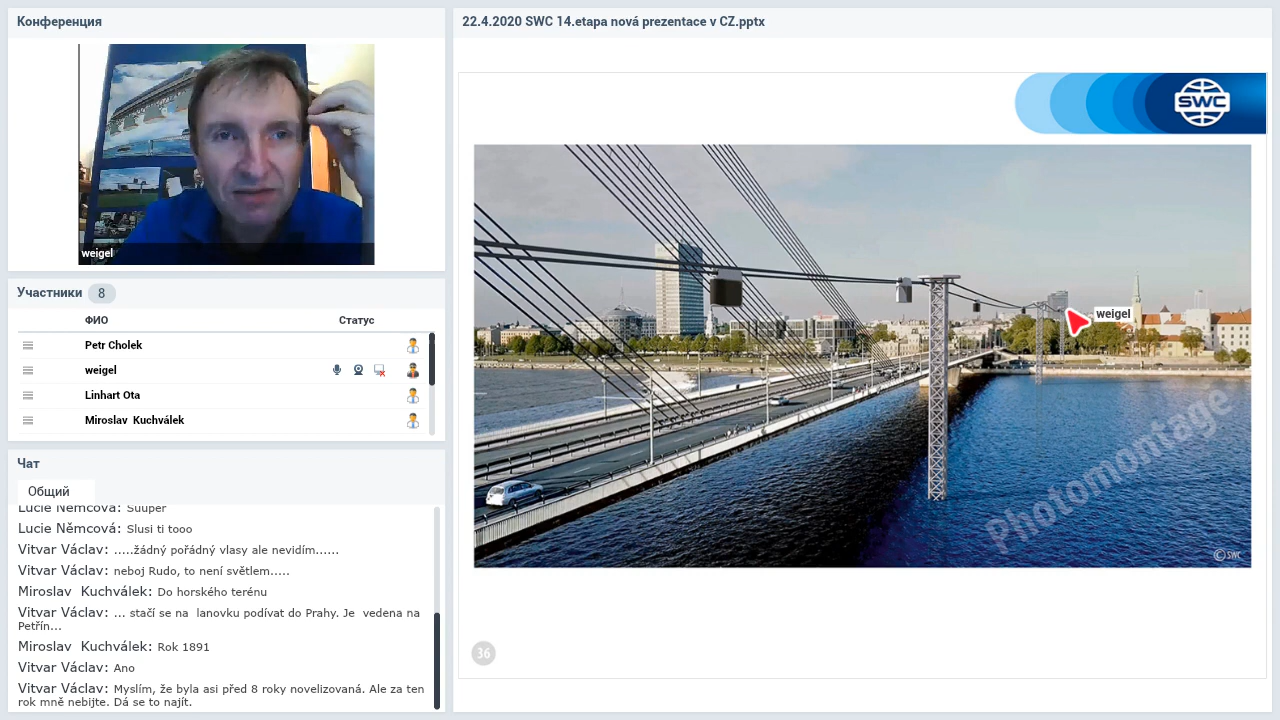 Конференция
weigel
Участники 8
ФИО Статус
Petr Cholek
weigel
Linhart Ota
Miroslav Kuchválek
Чат
Общий
Lucie Němcová: Suuper
Lucie Němcová: Slusi ti tooo
Vitvar Václav: .....žádný pořádný vlasy ale nevidím......
Vitvar Václav: neboj Rudo, to není světlem.....
Miroslav Kuchválek: Do horského terénu
Vitvar Václav: ... stačí se na lanovku podívat do Prahy. Je vedena na
Petřín...
Miroslav Kuchválek: Rok 1891
Vitvar Václav: Ano
Vitvar Václav: Myslím, že byla asi před 8 roky novelizovaná. Ale za ten
rok mně nebijte. Dá se to najít.
22.4.2020 SWC 14.etapa nová prezentace v CZ.pptx
SWC
weigel
Photomontage
© SWC
36